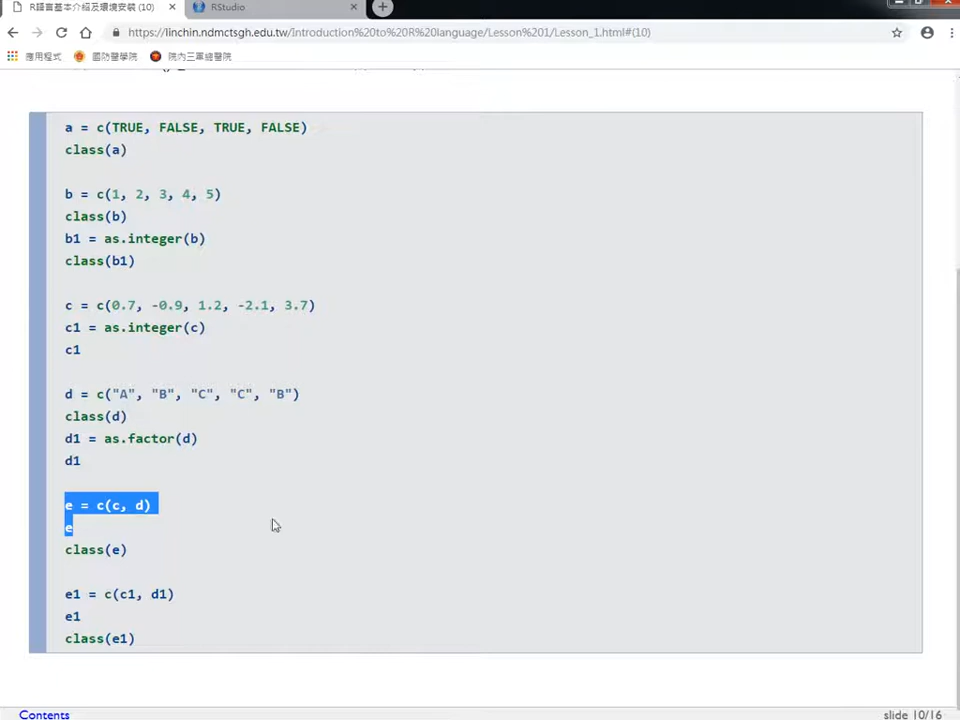 R語言基本介紹及環境安裝 (10)
RStudio
https://linchin.ndmctsgh.edu.tw/Introduction%20to%20R%20language/Lesson%201/Lesson_1.html#(10)
應用程式
國防醫學院
院內三軍總醫院
a = c(TRUE, FALSE, TRUE, FALSE)
class(a)
b = c(1, 2, 3, 4, 5)
class(b)
b1 = as.integer(b)
class(b1)
c = c(0.7, -0.9, 1.2, -2.1, 3.7)
c1 = as.integer(c)
c1
d = c("A", "B", "C", "C", "B")
class(d)
d1 = as.factor(d)
d1
e = c(c, d)
e
class(e)
e1 = c(c1, d1)
e1
class(e1)
Contents
slide 10/16